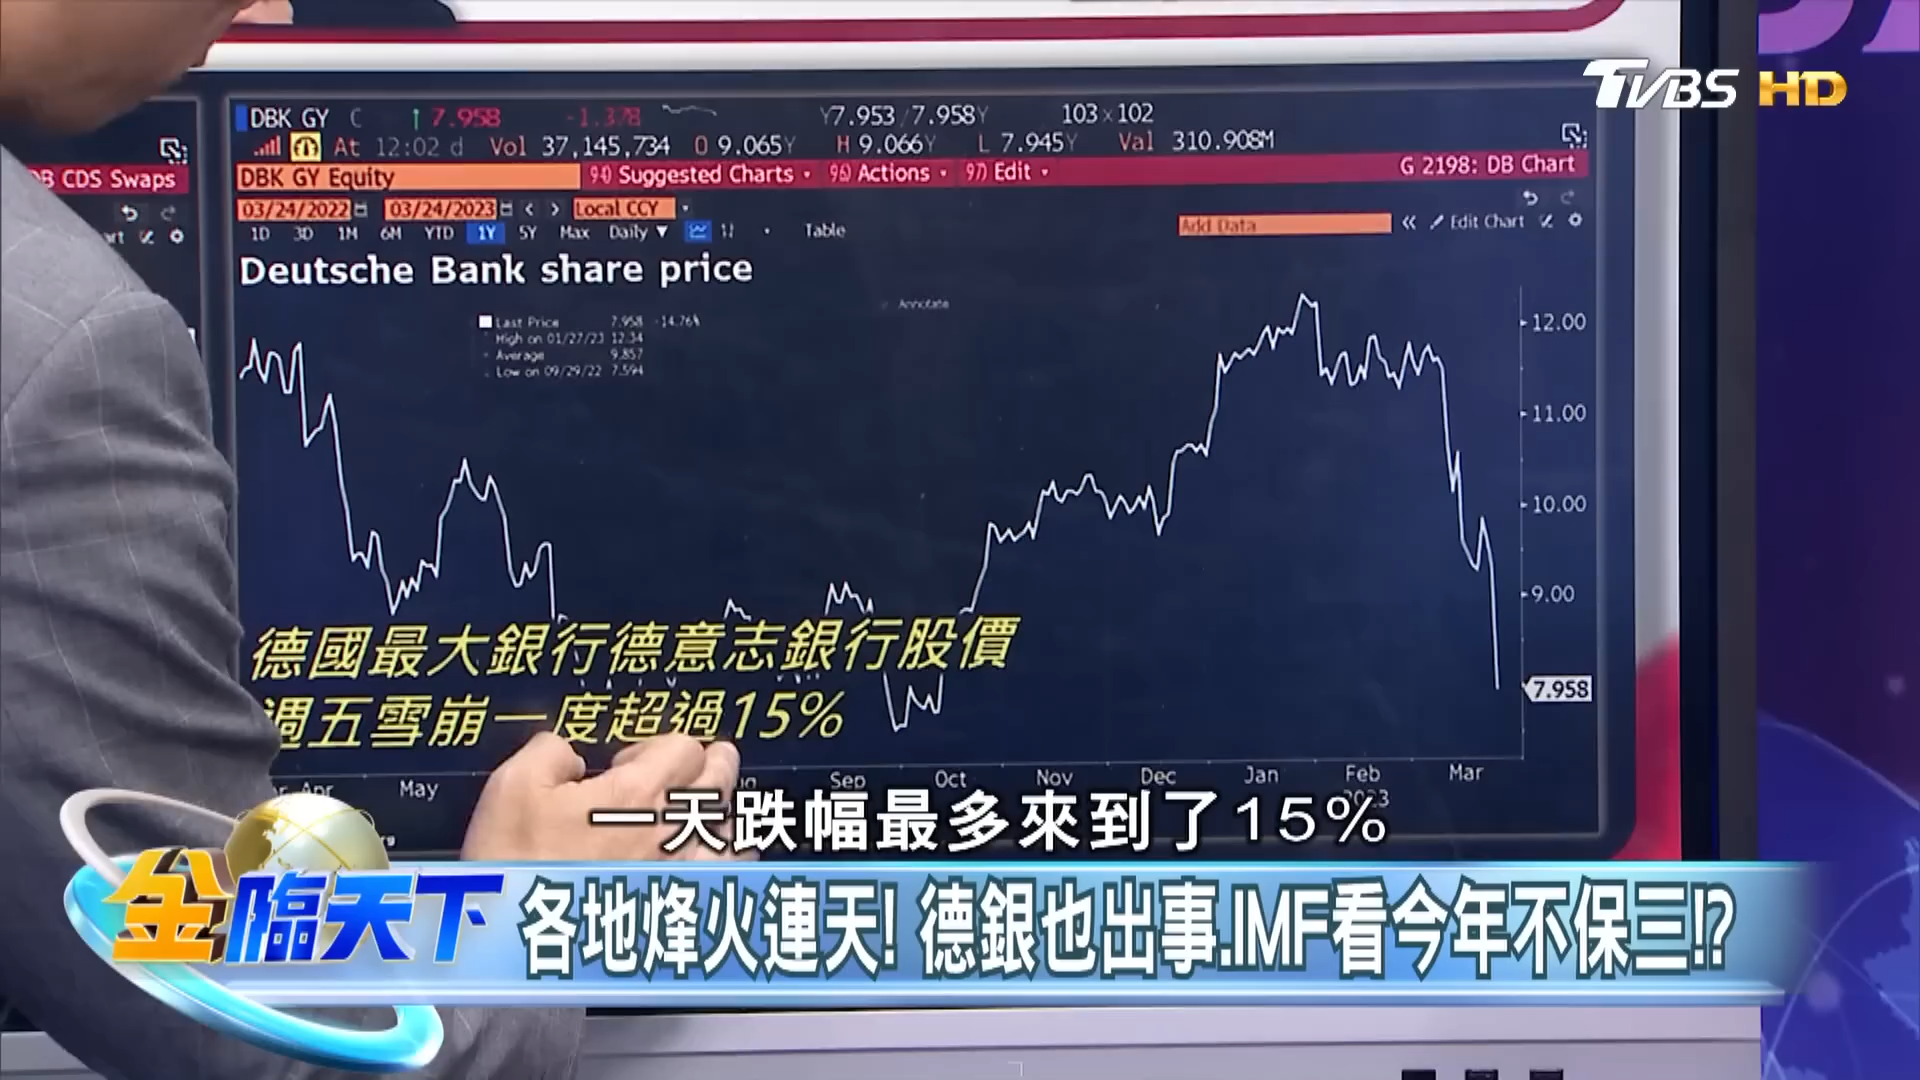 TVBS HD
DBK GY C ↑ 7.958 -1.378 Y7.953 /7.958Y 103×102
At 12:02 d Vol 37,145,734 O 9.065Y H 9.066Y L 7.945Y Val 310.908M
DB CDS Swaps
DBK GY Equity 94) Suggested Charts 96) Actions 97) Edit G 2198: DB Chart
03/24/2022 03/24/2023 Local CCY
1D 3D 1M 6M YTD 1Y 5Y Max Daily ▼ Table
Add Data « Edit Chart
Deutsche Bank share price
Annotate
Last Price 7.958 -14.76%
High on 01/27/23 12.34
Average 9.857
Low on 09/29/22 7.594
12.00
11.00
10.00
9.00
7.958
德國最大銀行德意志銀行股價
週五雪崩一度超過15%
Apr May Sep Oct Nov Dec Jan Feb Mar
2023
一天跌幅最多來到了15%
金臨天下
各地烽火連天! 德銀也出事.IMF看今年不保三!?